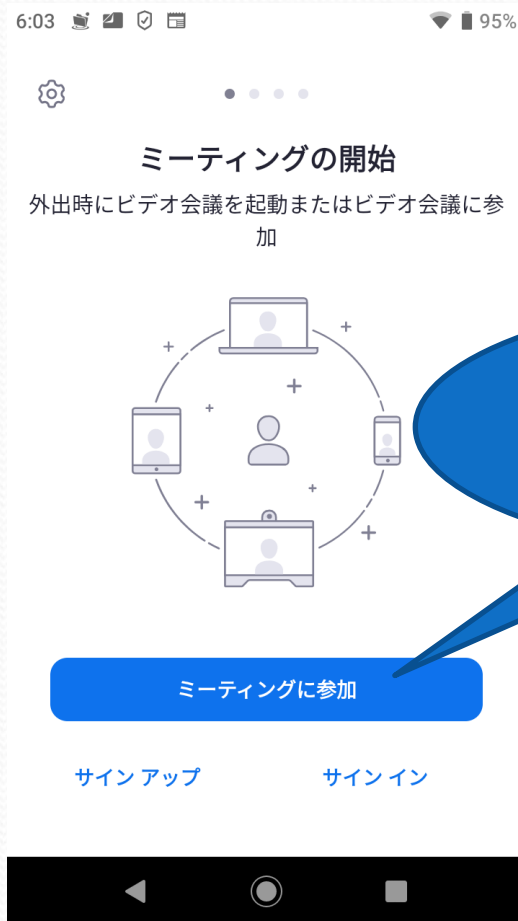 6:03
95%
ミーティングの開始
外出時にビデオ会議を起動またはビデオ会議に参
加
ミーティングに参加
サイン アップ
サイン イン